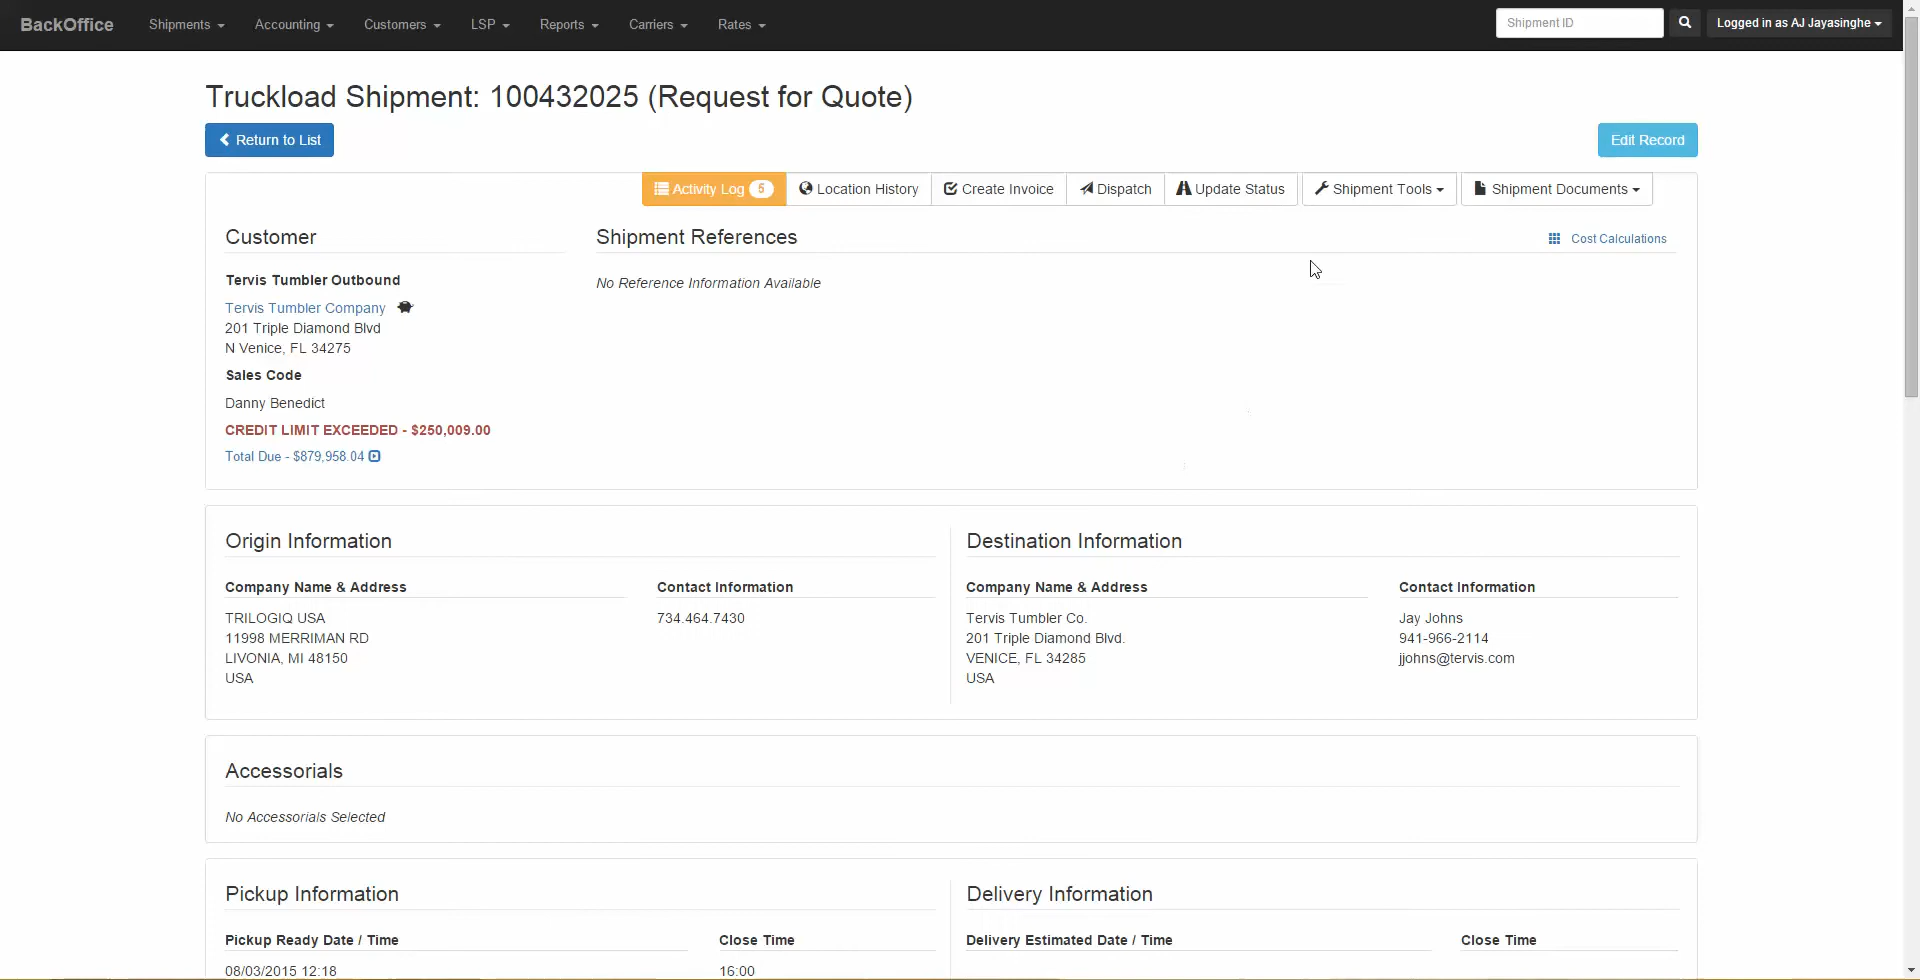 BackOffice Shipments Accounting Customers LSP Reports Carriers Rates Shipment ID Logged in as AJ Jayasinghe
Truckload Shipment: 100432025 (Request for Quote)
Return to List Edit Record
Activity Log 5 Location History Create Invoice Dispatch Update Status Shipment Tools Shipment Documents
Customer Shipment References Cost Calculations
Tervis Tumbler Outbound No Reference Information Available
Tervis Tumbler Company
201 Triple Diamond Blvd
N Venice, FL 34275
Sales Code
Danny Benedict
CREDIT LIMIT EXCEEDED - $250,009.00
Total Due - $879,958.04
Origin Information Destination Information
Company Name & Address Contact Information Company Name & Address Contact Information
TRILOGIQ USA 734.464.7430 Tervis Tumbler Co. Jay Johns
11998 MERRIMAN RD 201 Triple Diamond Blvd. 941-966-2114
LIVONIA, MI 48150 VENICE, FL 34285 jjohns@tervis.com
USA USA
Accessorials
No Accessorials Selected
Pickup Information Delivery Information
Pickup Ready Date / Time Close Time Delivery Estimated Date / Time Close Time
08/03/2015 12:18 16:00